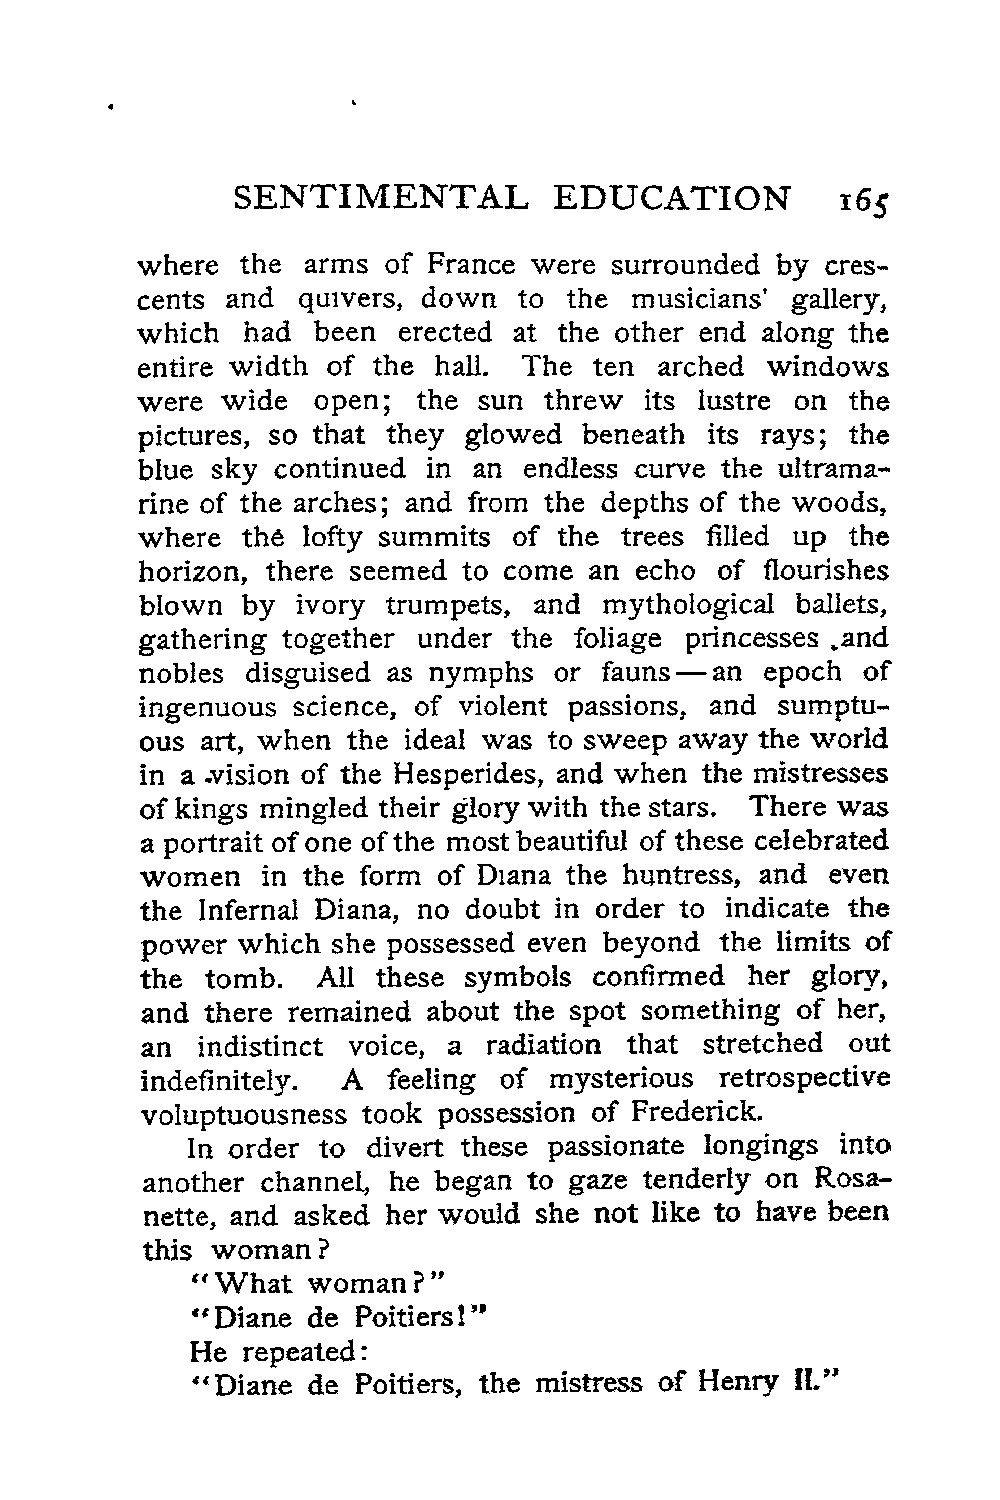 SENTIMENTAL EDUCATION 165
where the arms of France were surrounded by cres-
cents and quivers, down to the musicians' gallery,
which had been erected at the other end along the
entire width of the hall. The ten arched windows
were wide open; the sun threw its lustre on the
pictures, so that they glowed beneath its rays; the
blue sky continued in an endless curve the ultrama-
rine of the arches; and from the depths of the woods,
where the lofty summits of the trees filled up the
horizon, there seemed to come an echo of flourishes
blown by ivory trumpets, and mythological ballets,
gathering together under the foliage princesses and
nobles disguised as nymphs or fauns—an epoch of
ingenuous science, of violent passions, and sumptu-
ous art, when the ideal was to sweep away the world
in a vision of the Hesperides, and when the mistresses
of kings mingled their glory with the stars. There was
a portrait of one of the most beautiful of these celebrated
women in the form of Diana the huntress, and even
the Infernal Diana, no doubt in order to indicate the
power which she possessed even beyond the limits of
the tomb. All these symbols confirmed her glory,
and there remained about the spot something of her,
an indistinct voice, a radiation that stretched out
indefinitely. A feeling of mysterious retrospective
voluptuousness took possession of Frederick.
In order to divert these passionate longings into
another channel, he began to gaze tenderly on Rosa-
nette, and asked her would she not like to have been
this woman?
"What woman?"
"Diane de Poitiers!"
He repeated:
"Diane de Poitiers, the mistress of Henry II."